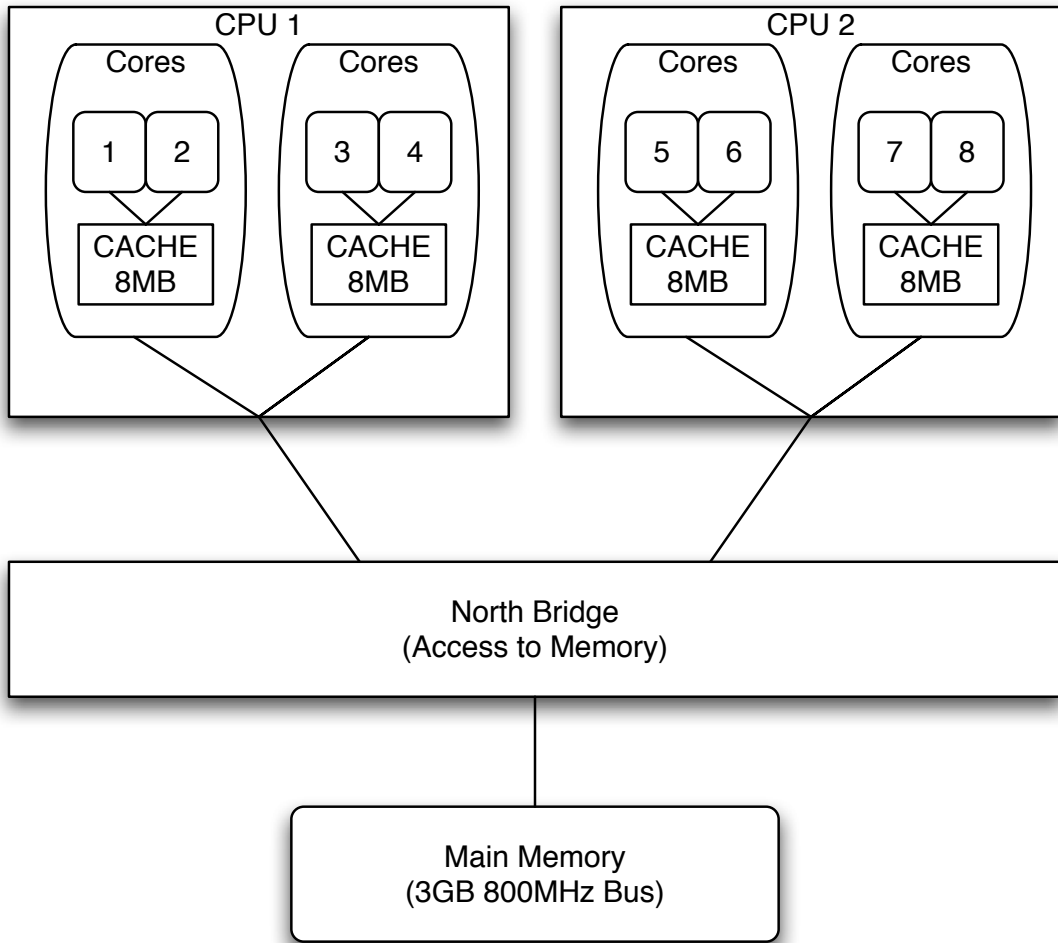 CPU 1
Cores
1 2
CACHE
8MB
Cores
3 4
CACHE
8MB
CPU 2
Cores
5 6
CACHE
8MB
Cores
7 8
CACHE
8MB
North Bridge
(Access to Memory)
Main Memory
(3GB 800MHz Bus)